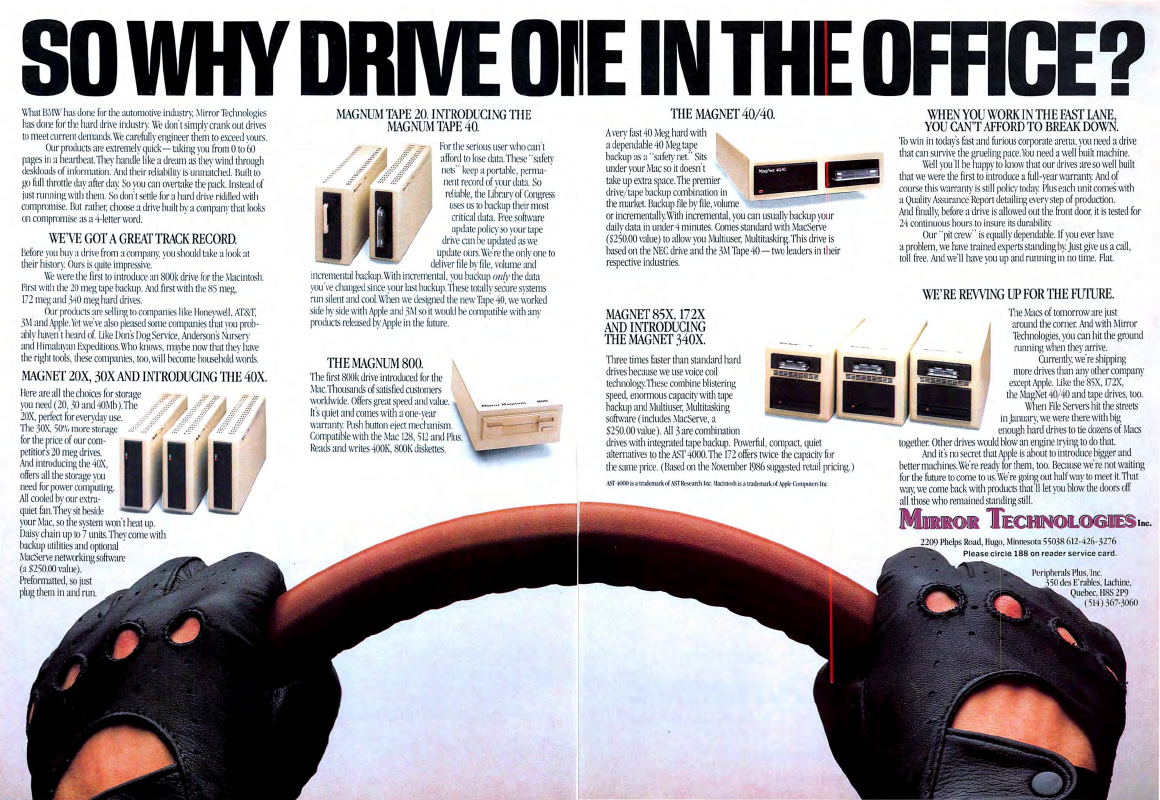 SO WHY DRIVE ONE IN THE OFFICE?
What BMW has done for the automotive industry, Mirror Technologies
has done for the hard drive industry. We don't simply crank out drives
to meet current demands. We carefully engineer them to exceed yours.
Our products are extremely quick — taking you from 0 to 60
pages in a heartbeat. They handle like a dream as they wind through
deskloads of information. And their reliability is unmatched. Built to
go full throttle day after day. So you can overtake the pack. Instead of
just running with them. So don't settle for a hard drive riddled with
compromise. But rather, choose a drive built by a company that looks
on compromise as a 4-letter word.
WE'VE GOT A GREAT TRACK RECORD.
Before you buy a drive from a company, you should take a look at
their history. Ours is quite impressive.
We were the first to introduce an 800k drive for the Macintosh.
First with the 20 meg tape backup. And first with the 85 meg,
172 meg and 340 meg hard drives.
Our products are selling to companies like Honeywell, AT&T,
3M and Apple. Yet we've also pleased some companies that you prob-
ably haven't heard of. Like Don's Dog Service, Anderson's Nursery
and Himalayan Expeditions. Who knows, maybe now that they have
the right tools, these companies, too, will become household words.
MAGNET 20X, 30X AND INTRODUCING THE 40X.
Here are all the choices for storage
you need (20, 30 and 40Mb). The
20X, perfect for everyday use.
The 30X, 50% more storage
for the price of our com-
petitor's 20 meg drives.
And introducing the 40X,
offers all the storage you
need for power computing.
All cooled by our extra-
quiet fan. They sit beside
your Mac, so the system won't heat up.
Daisy chain up to 7 units. They come with
backup utilities and optional
MacServe networking software
(a $250.00 value).
Preformatted, so just
plug them in and run.
MAGNUM TAPE 20. INTRODUCING THE
MAGNUM TAPE 40.
For the serious user who can't
afford to lose data. These "safety
nets" keep a portable, perma-
nent record of your data. So
reliable, the Library of Congress
uses us to backup their most
critical data. Free software
update policy so your tape
drive can be updated as we
update ours. We're the only one to
deliver file by file, volume and
incremental backup. With incremental, you backup only the data
you've changed since your last backup. These totally secure systems
run silent and cool. When we designed the new Tape 40, we worked
side by side with Apple and 3M so it would be compatible with any
products released by Apple in the future.
THE MAGNUM 800.
The first 800k drive introduced for the
Mac. Thousands of satisfied customers
worldwide. Offers great speed and value.
It's quiet and comes with a one-year
warranty. Push button eject mechanism.
Compatible with the Mac 128, 512 and Plus.
Reads and writes 400K, 800K diskettes.
Mirror Magnum 800
THE MAGNET 40/40.
A very fast 40 Meg hard with
a dependable 40 Meg tape
backup as a "safety net." Sits
under your Mac so it doesn't
take up extra space. The premier
drive/tape backup combination in
the market. Backup file by file, volume
or incrementally. With incremental, you can usually backup your
daily data in under 4 minutes. Comes standard with MacServe
($250.00 value) to allow you Multiuser, Multitasking. This drive is
based on the NEC drive and the 3M Tape 40 — two leaders in their
respective industries.
MagNet 40/40
MAGNET 85X, 172X
AND INTRODUCING
THE MAGNET 340X.
Three times faster than standard hard
drives because we use voice coil
technology. These combine blistering
speed, enormous capacity with tape
backup and Multiuser, Multitasking
software (includes MacServe, a
$250.00 value). All 3 are combination
drives with integrated tape backup. Powerful, compact, quiet
alternatives to the AST 4000. The 172 offers twice the capacity for
the same price. (Based on the November 1986 suggested retail pricing.)
AST 4000 is a trademark of AST Research Inc. Macintosh is a trademark of Apple Computers Inc.
WHEN YOU WORK IN THE FAST LANE,
YOU CAN'T AFFORD TO BREAK DOWN.
To win in today's fast and furious corporate arena, you need a drive
that can survive the grueling pace. You need a well built machine.
Well you'll be happy to know that our drives are so well built
that we were the first to introduce a full-year warranty. And of
course this warranty is still policy today. Plus each unit comes with
a Quality Assurance Report detailing every step of production.
And finally, before a drive is allowed out the front door, it is tested for
24 continuous hours to insure its durability.
Our "pit crew" is equally dependable. If you ever have
a problem, we have trained experts standing by. Just give us a call,
toll free. And we'll have you up and running in no time. Flat.
WE'RE REVVING UP FOR THE FUTURE.
The Macs of tomorrow are just
around the corner. And with Mirror
Technologies, you can hit the ground
running when they arrive.
Currently, we're shipping
more drives than any other company
except Apple. Like the 85X, 172X,
the MagNet 40/40 and tape drives, too.
When File Servers hit the streets
in January, we were there with big
enough hard drives to tie dozens of Macs
together. Other drives would blow an engine trying to do that.
And it's no secret that Apple is about to introduce bigger and
better machines. We're ready for them, too. Because we're not waiting
for the future to come to us. We're going out half way to meet it. That
way, we come back with products that'll let you blow the doors off
all those who remained standing still.
MIRROR TECHNOLOGIES Inc.
2209 Phelps Road, Hugo, Minnesota 55038 612-426-3276
Please circle 188 on reader service card.
Peripherals Plus, Inc.
350 des E'rables, Lachine,
Quebec, H8S 2P9
(514) 367-3060